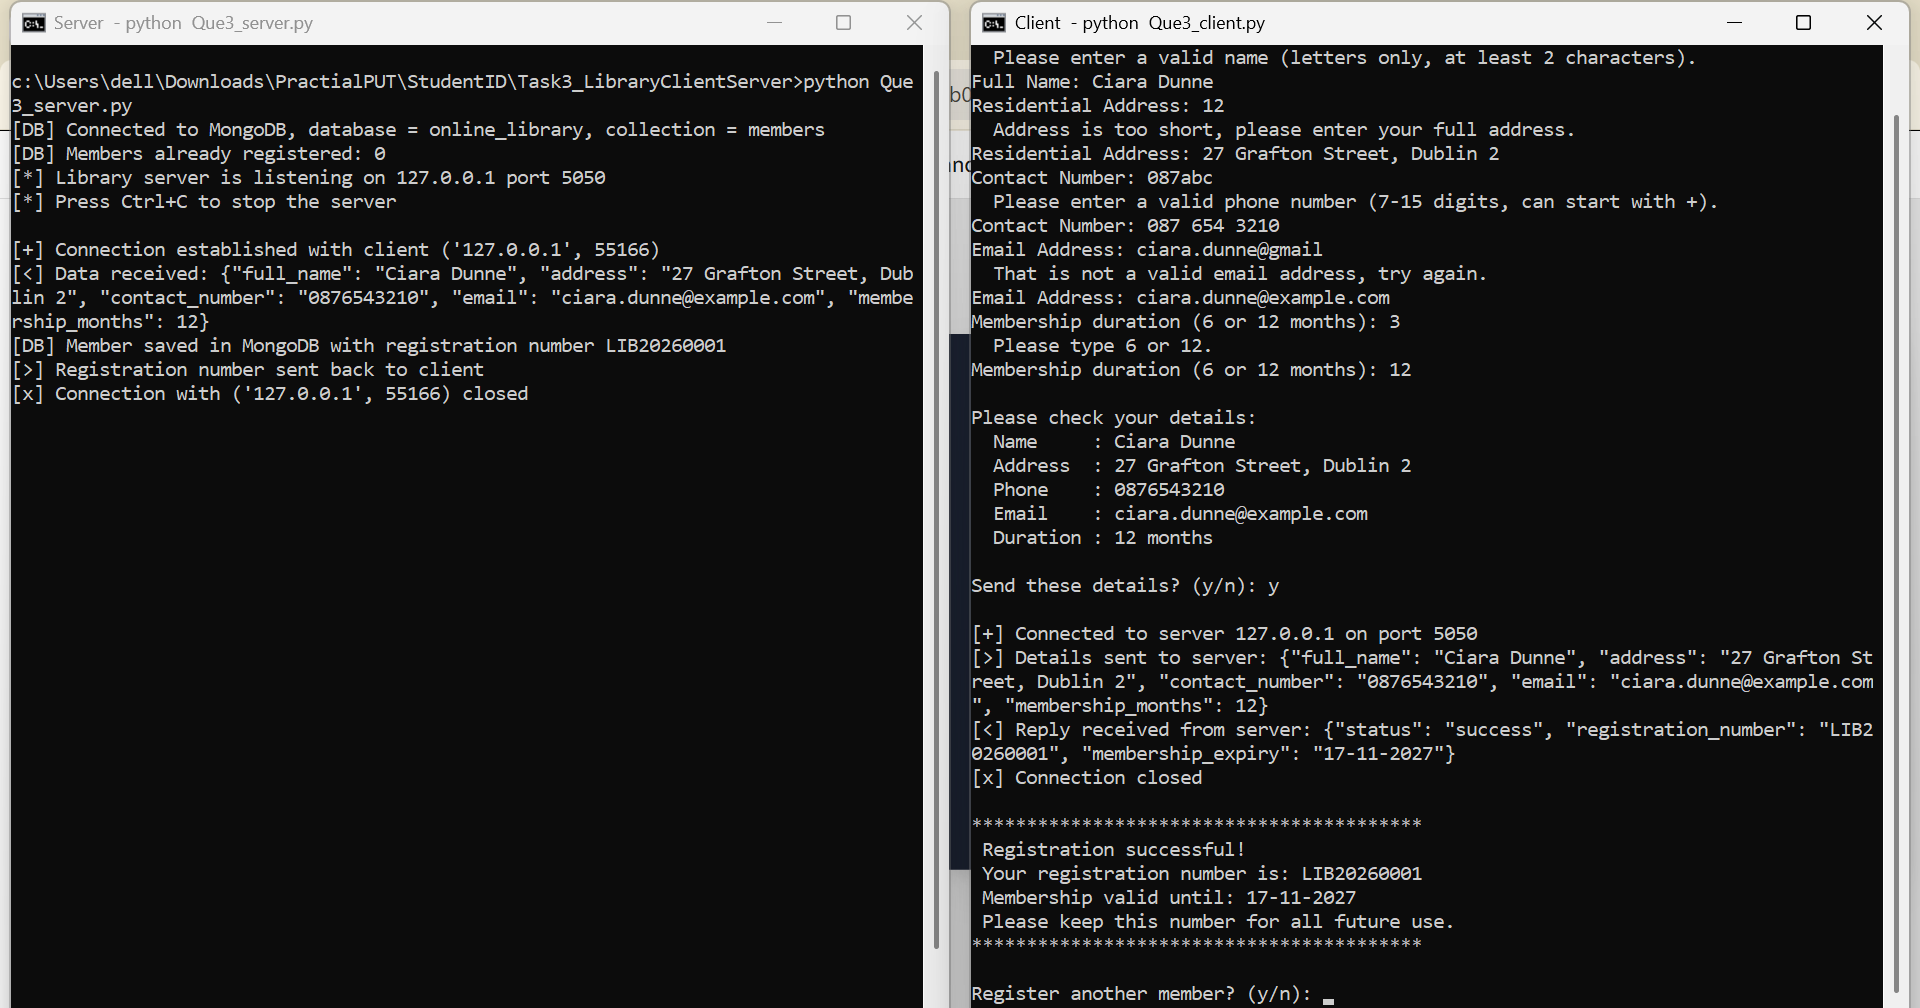 Server - python Que3_server.py
c:\Users\dell\Downloads\PractialPUT\StudentID\Task3_LibraryClientServer>python Que
3_server.py
[DB] Connected to MongoDB, database = online_library, collection = members
[DB] Members already registered: 0
[*] Library server is listening on 127.0.0.1 port 5050
[*] Press Ctrl+C to stop the server
[+] Connection established with client ('127.0.0.1', 55166)
[<] Data received: {"full_name": "Ciara Dunne", "address": "27 Grafton Street, Dub
lin 2", "contact_number": "0876543210", "email": "ciara.dunne@example.com", "membe
rship_months": 12}
[DB] Member saved in MongoDB with registration number LIB20260001
[>] Registration number sent back to client
[x] Connection with ('127.0.0.1', 55166) closed
Client - python Que3_client.py
Please enter a valid name (letters only, at least 2 characters).
Full Name: Ciara Dunne
Residential Address: 12
Address is too short, please enter your full address.
Residential Address: 27 Grafton Street, Dublin 2
Contact Number: 087abc
Please enter a valid phone number (7-15 digits, can start with +).
Contact Number: 087 654 3210
Email Address: ciara.dunne@gmail
That is not a valid email address, try again.
Email Address: ciara.dunne@example.com
Membership duration (6 or 12 months): 3
Please type 6 or 12.
Membership duration (6 or 12 months): 12
Please check your details:
Name : Ciara Dunne
Address : 27 Grafton Street, Dublin 2
Phone : 0876543210
Email : ciara.dunne@example.com
Duration : 12 months
Send these details? (y/n): y
[+] Connected to server 127.0.0.1 on port 5050
[>] Details sent to server: {"full_name": "Ciara Dunne", "address": "27 Grafton St
reet, Dublin 2", "contact_number": "0876543210", "email": "ciara.dunne@example.com
", "membership_months": 12}
[<] Reply received from server: {"status": "success", "registration_number": "LIB2
0260001", "membership_expiry": "17-11-2027"}
[x] Connection closed
******************************************
Registration successful!
Your registration number is: LIB20260001
Membership valid until: 17-11-2027
Please keep this number for all future use.
******************************************
Register another member? (y/n):